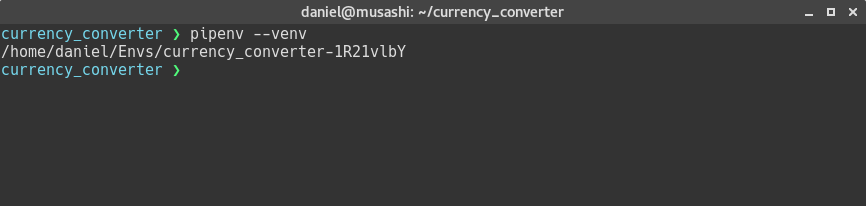 daniel@musashi: ~/currency_converter
currency_converter ❯ pipenv --venv
/home/daniel/Envs/currency_converter-1R21vlbY
currency_converter ❯